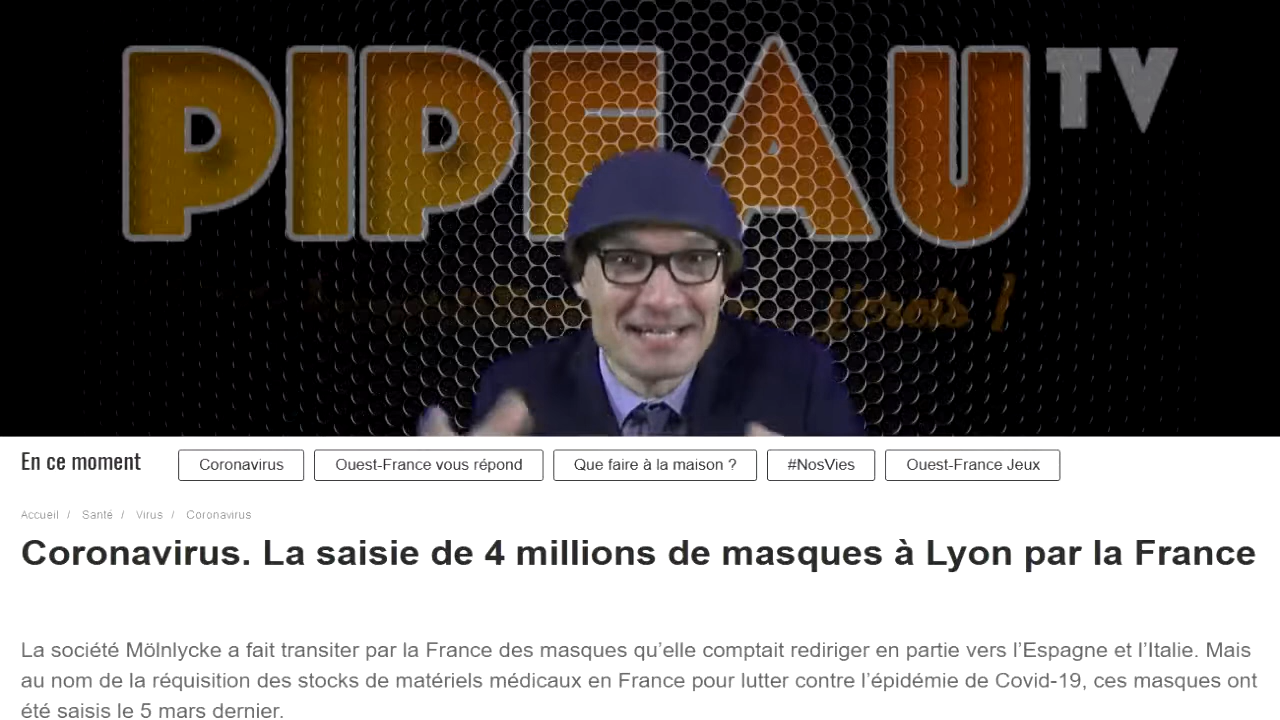 PIPEAU TV
j'crois !
En ce moment
Coronavirus
Ouest-France vous répond
Que faire à la maison ?
#NosVies
Ouest-France Jeux
Accueil / Santé / Virus / Coronavirus
Coronavirus. La saisie de 4 millions de masques à Lyon par la France
La société Mölnlycke a fait transiter par la France des masques qu’elle comptait rediriger en partie vers l’Espagne et l’Italie. Mais
au nom de la réquisition des stocks de matériels médicaux en France pour lutter contre l’épidémie de Covid-19, ces masques ont
été saisis le 5 mars dernier.